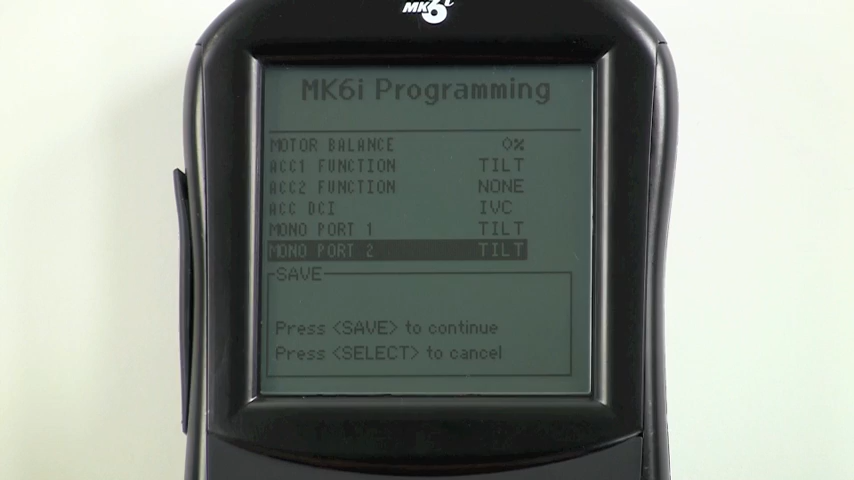 MK6i
MK6i Programming
MOTOR BALANCE 0%
ACC1 FUNCTION TILT
ACC2 FUNCTION NONE
ACC DCI IVC
MONO PORT 1 TILT
MONO PORT 2 TILT
SAVE
Press <SAVE> to continue
Press <SELECT> to cancel